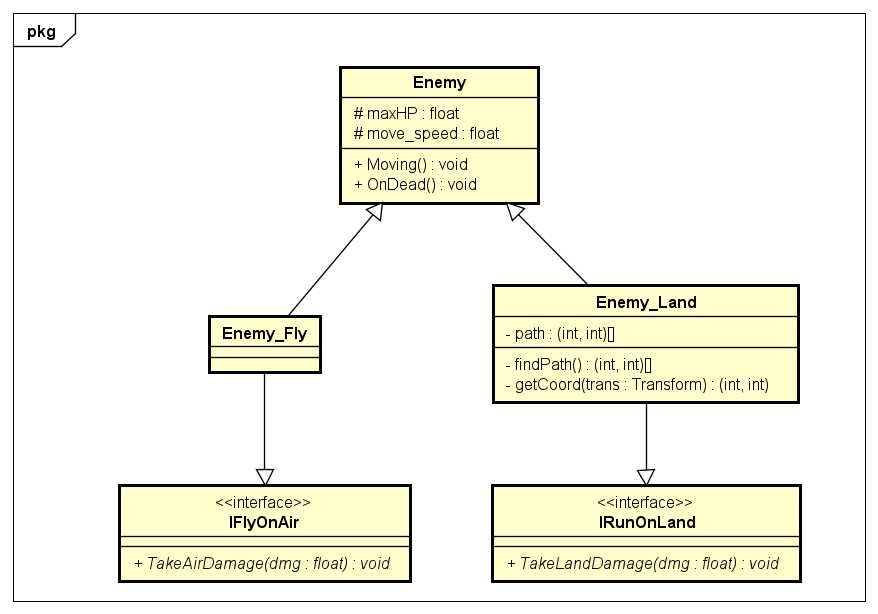 pkg
Enemy
# maxHP : float
# move_speed : float
+ Moving() : void
+ OnDead() : void
Enemy_Fly
Enemy_Land
- path : (int, int)[]
- findPath() : (int, int)[]
- getCoord(trans : Transform) : (int, int)
<<interface>>
IFlyOnAir
+ TakeAirDamage(dmg : float) : void
<<interface>>
IRunOnLand
+ TakeLandDamage(dmg : float) : void